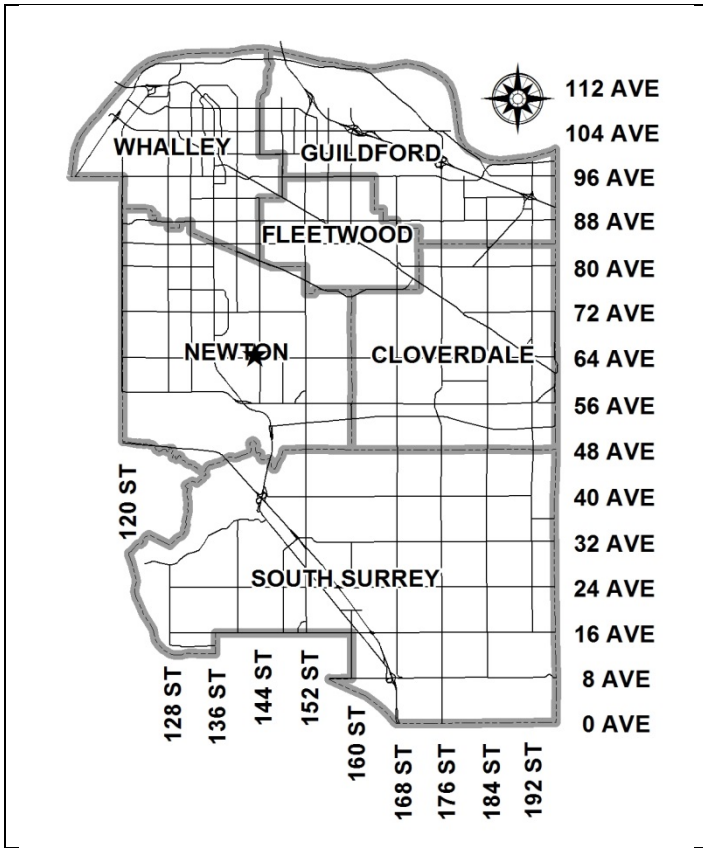 112 AVE
104 AVE
WHALLEY
GUILDFORD
96 AVE
88 AVE
FLEETWOOD
80 AVE
72 AVE
NEWTON
CLOVERDALE
64 AVE
56 AVE
48 AVE
120 ST
40 AVE
32 AVE
SOUTH SURREY
24 AVE
16 AVE
8 AVE
128 ST
136 ST
144 ST
152 ST
160 ST
0 AVE
168 ST
176 ST
184 ST
192 ST